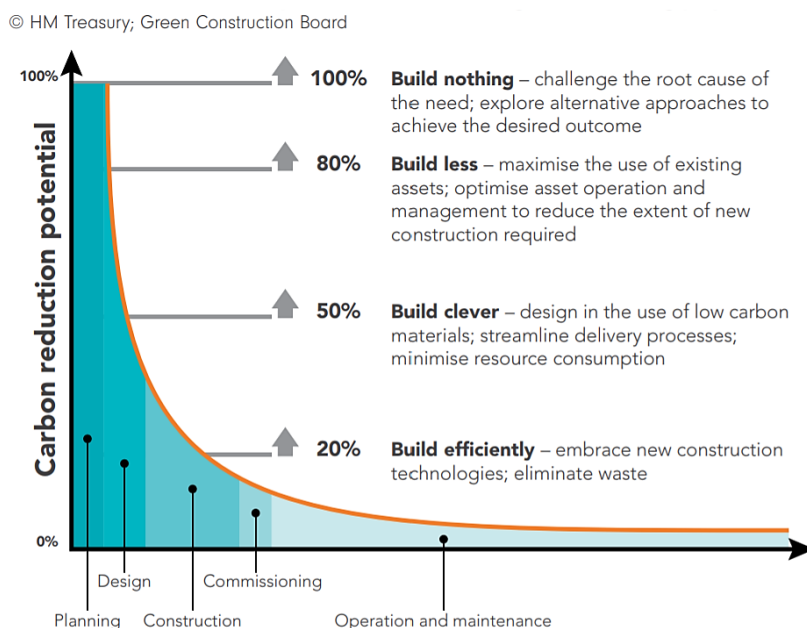 © HM Treasury; Green Construction Board
100%
Carbon reduction potential
0%
100%
Build nothing – challenge the root cause of
the need; explore alternative approaches to
achieve the desired outcome
80%
Build less – maximise the use of existing
assets; optimise asset operation and
management to reduce the extent of new
construction required
50%
Build clever – design in the use of low carbon
materials; streamline delivery processes;
minimise resource consumption
20%
Build efficiently – embrace new construction
technologies; eliminate waste
Design
Commissioning
Planning
Construction
Operation and maintenance